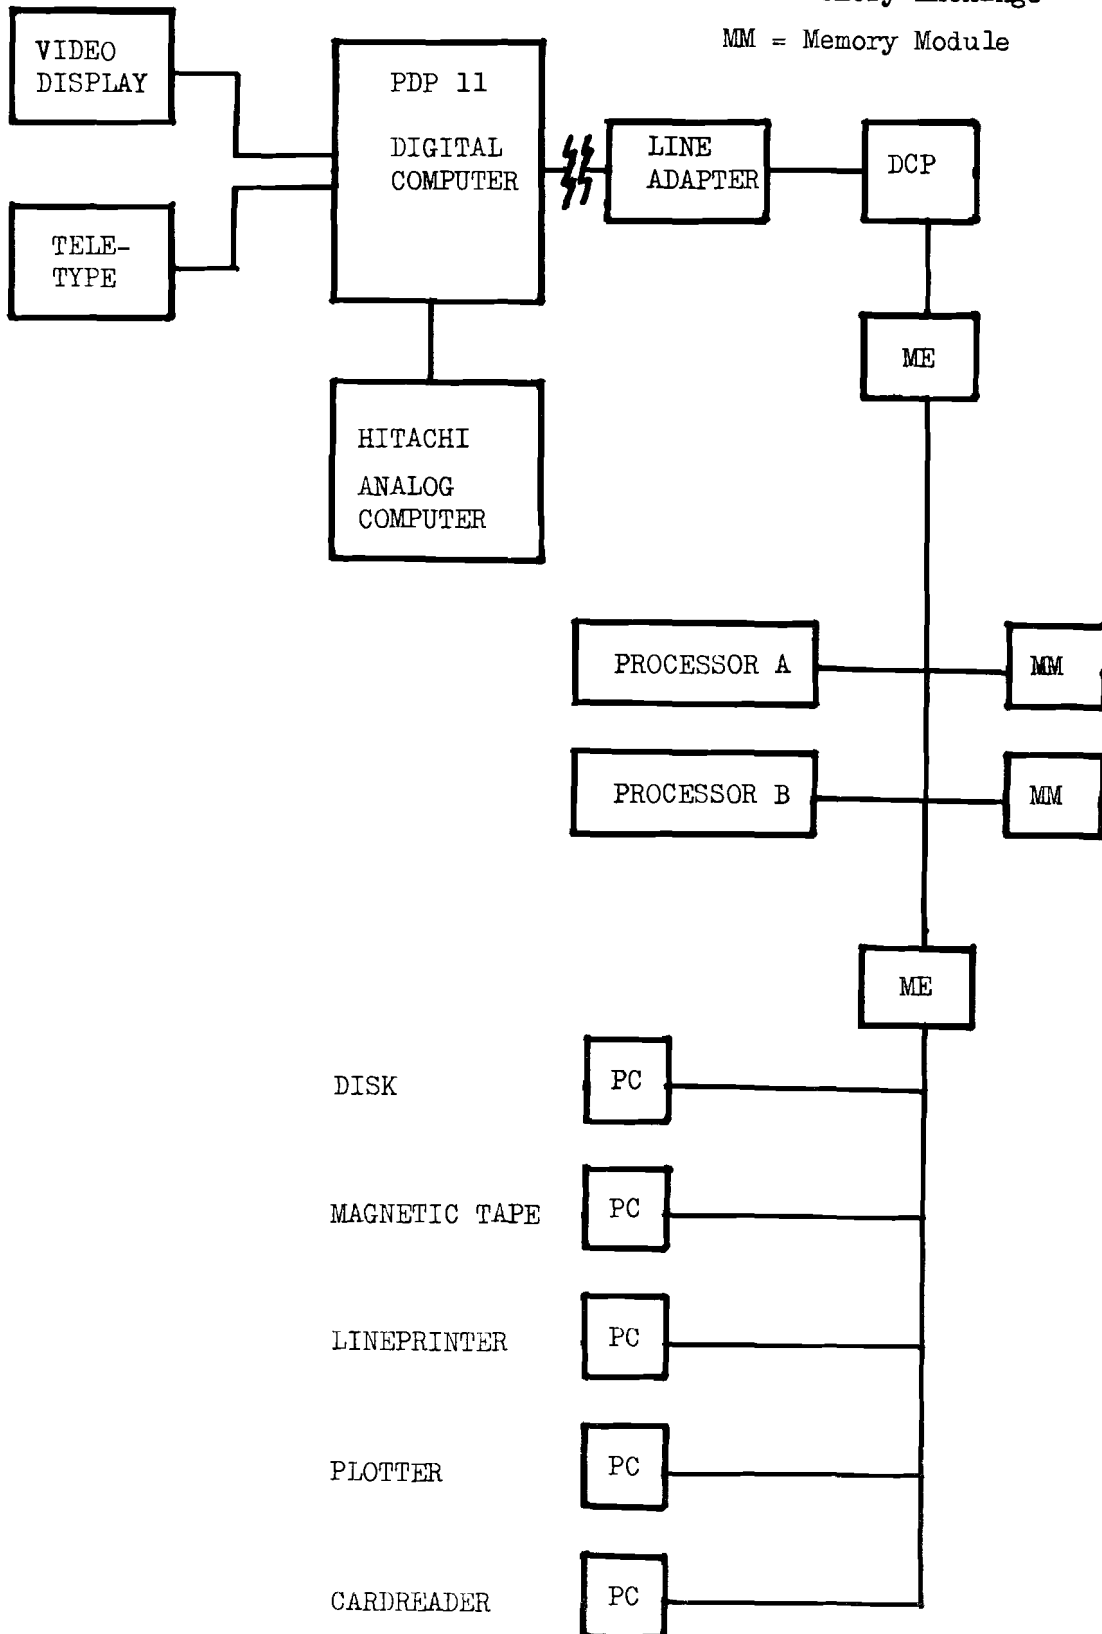 MM = Memory Module
VIDEO
DISPLAY
PDP 11
DIGITAL
COMPUTER
LINE
ADAPTER
DCP
TELE-
TYPE
ME
HITACHI
ANALOG
COMPUTER
PROCESSOR A
MM
PROCESSOR B
MM
ME
DISK
PC
MAGNETIC TAPE
PC
LINEPRINTER
PC
PLOTTER
PC
CARDREADER
PC